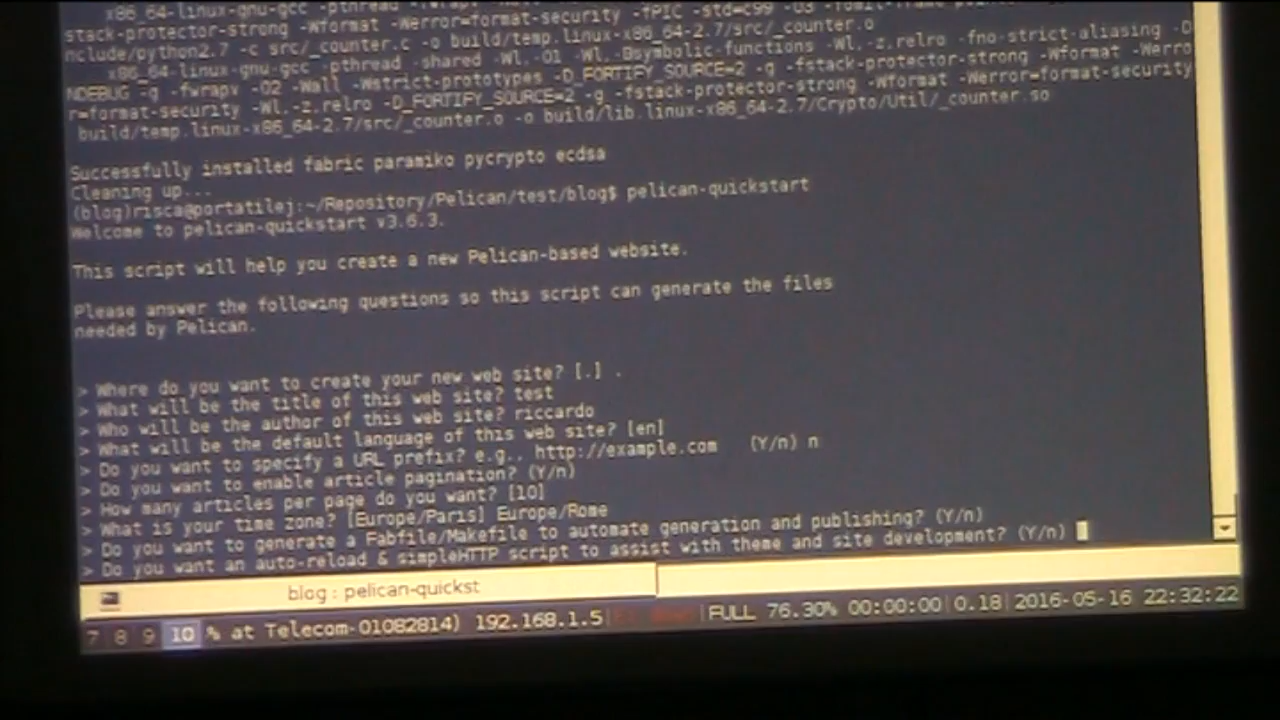 x86_64-linux-gnu-gcc -pthread
stack-protector-strong -Wformat -Werror=format-security -fPIC -std=c99 -O3
nclude/python2.7 -c src/_counter.c -o build/temp.linux-x86_64-2.7/src/_counter.o
x86_64-linux-gnu-gcc -pthread -shared -Wl,-O1 -Wl,-Bsymbolic-functions -Wl,-z,relro -fno-strict-aliasing -D
NDEBUG -g -fwrapv -O2 -Wall -Wstrict-prototypes -D_FORTIFY_SOURCE=2 -g -fstack-protector-strong -Wformat -Werro
r=format-security -Wl,-z,relro -D_FORTIFY_SOURCE=2 -g -fstack-protector-strong -Wformat -Werror=format-security
build/temp.linux-x86_64-2.7/src/_counter.o -o build/lib.linux-x86_64-2.7/Crypto/Util/_counter.so
Successfully installed fabric paramiko pycrypto ecdsa
Cleaning up...
(blog)risca@portatilej:~/Repository/Pelican/test/blog$ pelican-quickstart
Welcome to pelican-quickstart v3.6.3.
This script will help you create a new Pelican-based website.
Please answer the following questions so this script can generate the files
needed by Pelican.
> Where do you want to create your new web site? [.] .
> What will be the title of this web site? test
> Who will be the author of this web site? riccardo
> What will be the default language of this web site? [en]
> Do you want to specify a URL prefix? e.g., http://example.com (Y/n) n
> Do you want to enable article pagination? (Y/n)
> How many articles per page do you want? [10]
> What is your time zone? [Europe/Paris] Europe/Rome
> Do you want to generate a Fabfile/Makefile to automate generation and publishing? (Y/n)
> Do you want an auto-reload & simpleHTTP script to assist with theme and site development? (Y/n)
blog : pelican-quickst
7 8 9 10 % at Telecom-01082814) 192.168.1.5 | FULL 76.30% 00:00:00 | 0.18 | 2016-05-16 22:32:22